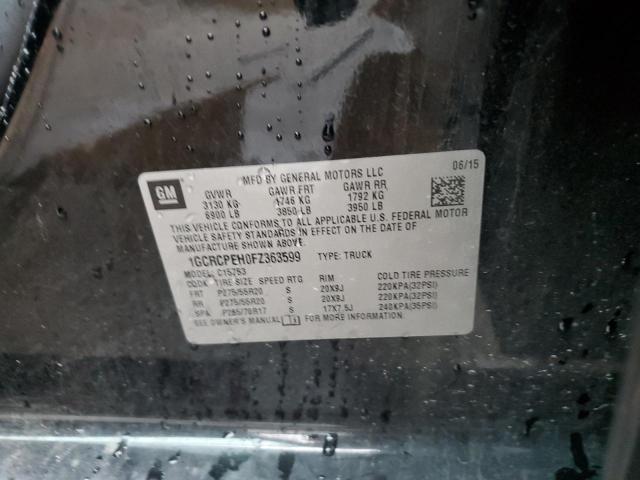 MFD BY GENERAL MOTORS LLC 06/15
GM GVWR GAWR FRT GAWR RR
3130 KG 1746 KG 1792 KG
6900 LB 3850 LB 3950 LB
THIS VEHICLE CONFORMS TO ALL APPLICABLE U.S. FEDERAL MOTOR
VEHICLE SAFETY STANDARDS IN EFFECT ON THE DATE OF
MANUFACTURE SHOWN ABOVE.
1GCRCPEH0FZ363599 TYPE: TRUCK
MODEL: C15753
TIRE SIZE SPEED RTG RIM COLD TIRE PRESSURE
FRT P275/55R20 S 20X9J 220KPA(32PSI)
RR P275/55R20 S 20X9J 220KPA(32PSI)
SPA P265/70R17 S 17X7.5J 240KPA(35PSI)
SEE OWNER'S MANUAL FOR MORE INFORMATION.